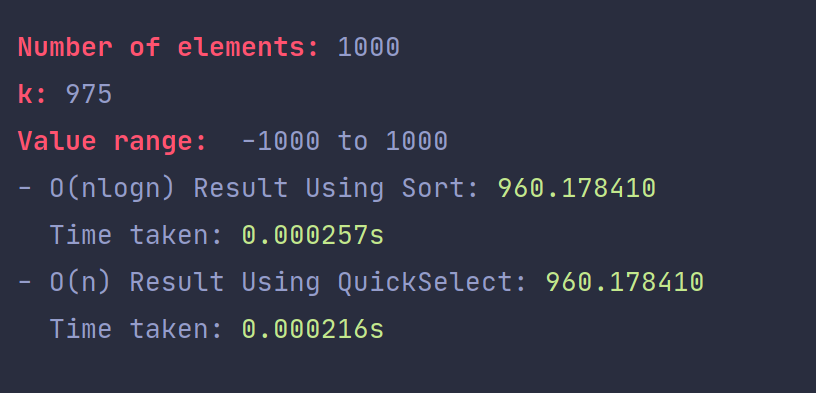 Number of elements: 1000
k: 975
Value range:  -1000 to 1000
- O(nlogn) Result Using Sort: 960.178410
  Time taken: 0.000257s
- O(n) Result Using QuickSelect: 960.178410
  Time taken: 0.000216s